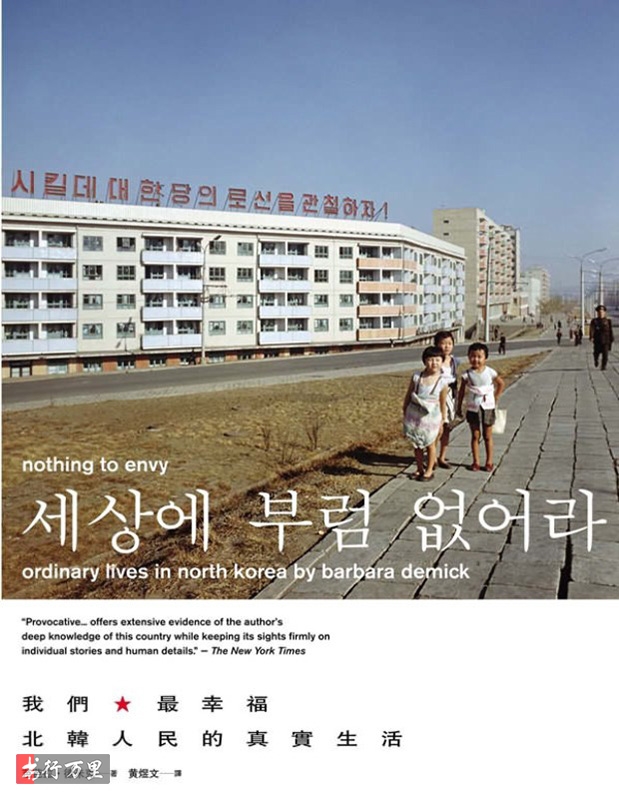 시킬데 대한 당의 로선을 관철하자!
nothing to envy
세상에 부럼 없어라
ordinary lives in north korea by barbara demick
“Provocative... offers extensive evidence of the author's
deep knowledge of this country while keeping its sights firmly on
individual stories and human details.” — The New York Times
我們★最幸福
北韓人民的真實生活
著 黃煜文──譯
书行万里